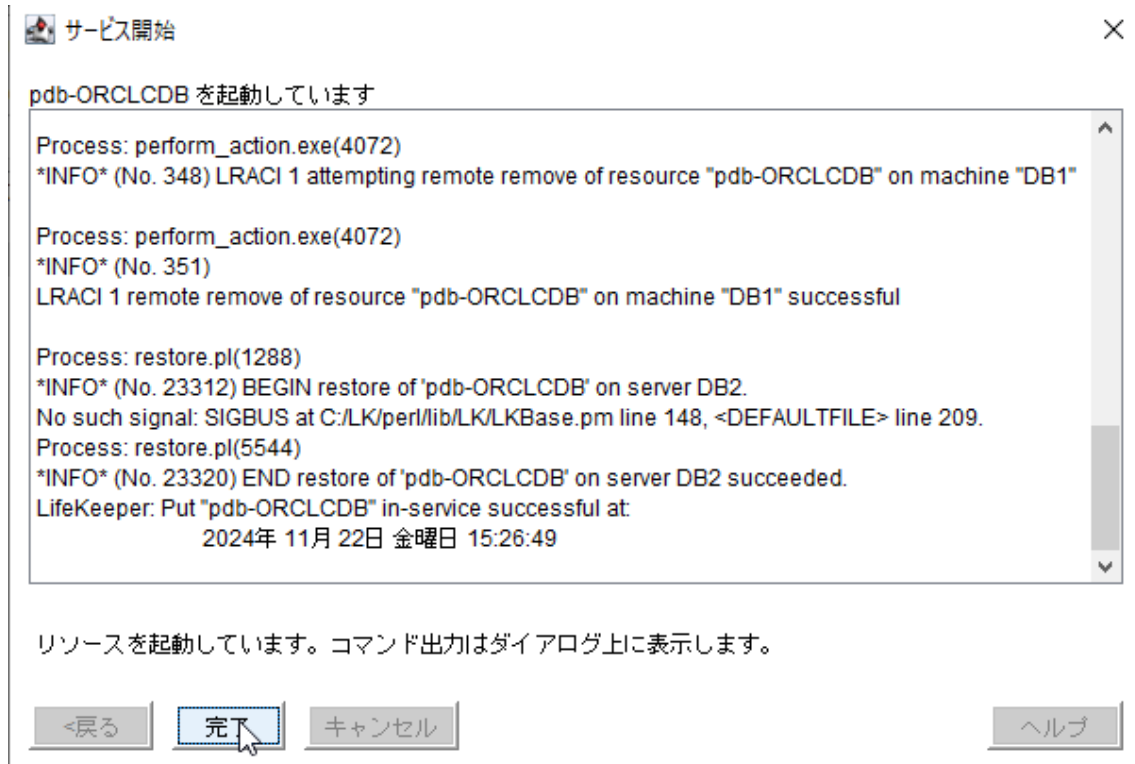 サービス開始
pdb-ORCLCDB を起動しています
Process: perform_action.exe(4072)
*INFO* (No. 348) LRACI 1 attempting remote remove of resource "pdb-ORCLCDB" on machine "DB1"
Process: perform_action.exe(4072)
*INFO* (No. 351)
LRACI 1 remote remove of resource "pdb-ORCLCDB" on machine "DB1" successful
Process: restore.pl(1288)
*INFO* (No. 23312) BEGIN restore of 'pdb-ORCLCDB' on server DB2.
No such signal: SIGBUS at C:/LK/perl/lib/LK/LKBase.pm line 148, <DEFAULTFILE> line 209.
Process: restore.pl(5544)
*INFO* (No. 23320) END restore of 'pdb-ORCLCDB' on server DB2 succeeded.
LifeKeeper: Put "pdb-ORCLCDB" in-service successful at:
2024年 11月 22日 金曜日 15:26:49
リソースを起動しています。コマンド出力はダイアログ上に表示します。
<戻る 完了 キャンセル ヘルプ